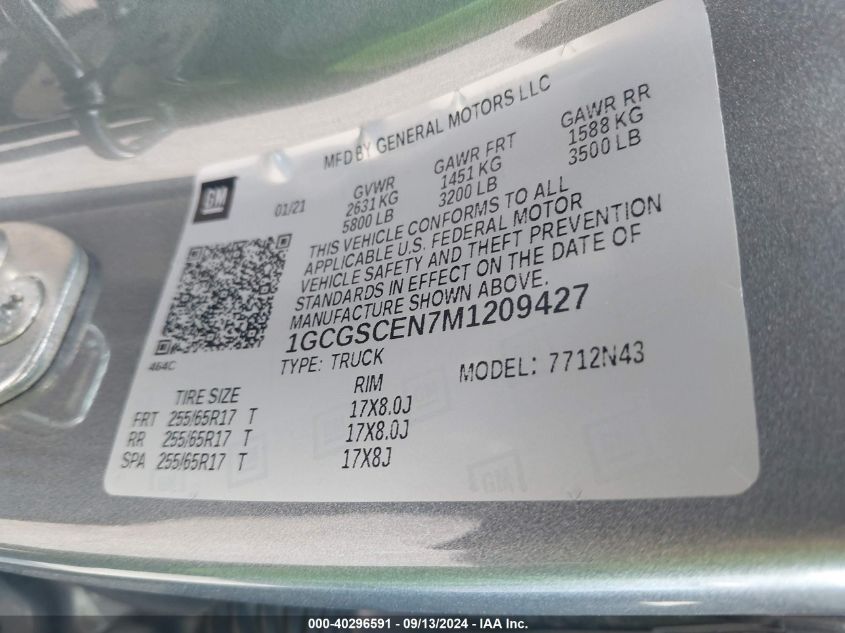 MFD BY GENERAL MOTORS LLC
GM
01/21
GVWR
2631 KG
5800 LB
GAWR FRT
1451 KG
3200 LB
GAWR RR
1588 KG
3500 LB
THIS VEHICLE CONFORMS TO ALL
APPLICABLE U.S. FEDERAL MOTOR
VEHICLE SAFETY AND THEFT PREVENTION
STANDARDS IN EFFECT ON THE DATE OF
MANUFACTURE SHOWN ABOVE.
1GCGSCEN7M1209427
464C
TYPE: TRUCK
MODEL: 7712N43
TIRE SIZE RIM
FRT 255/65R17 T 17X8.0J
RR 255/65R17 T 17X8.0J
SPA 255/65R17 T 17X8J
GM
000-40296591 - 09/13/2024 - IAA Inc.